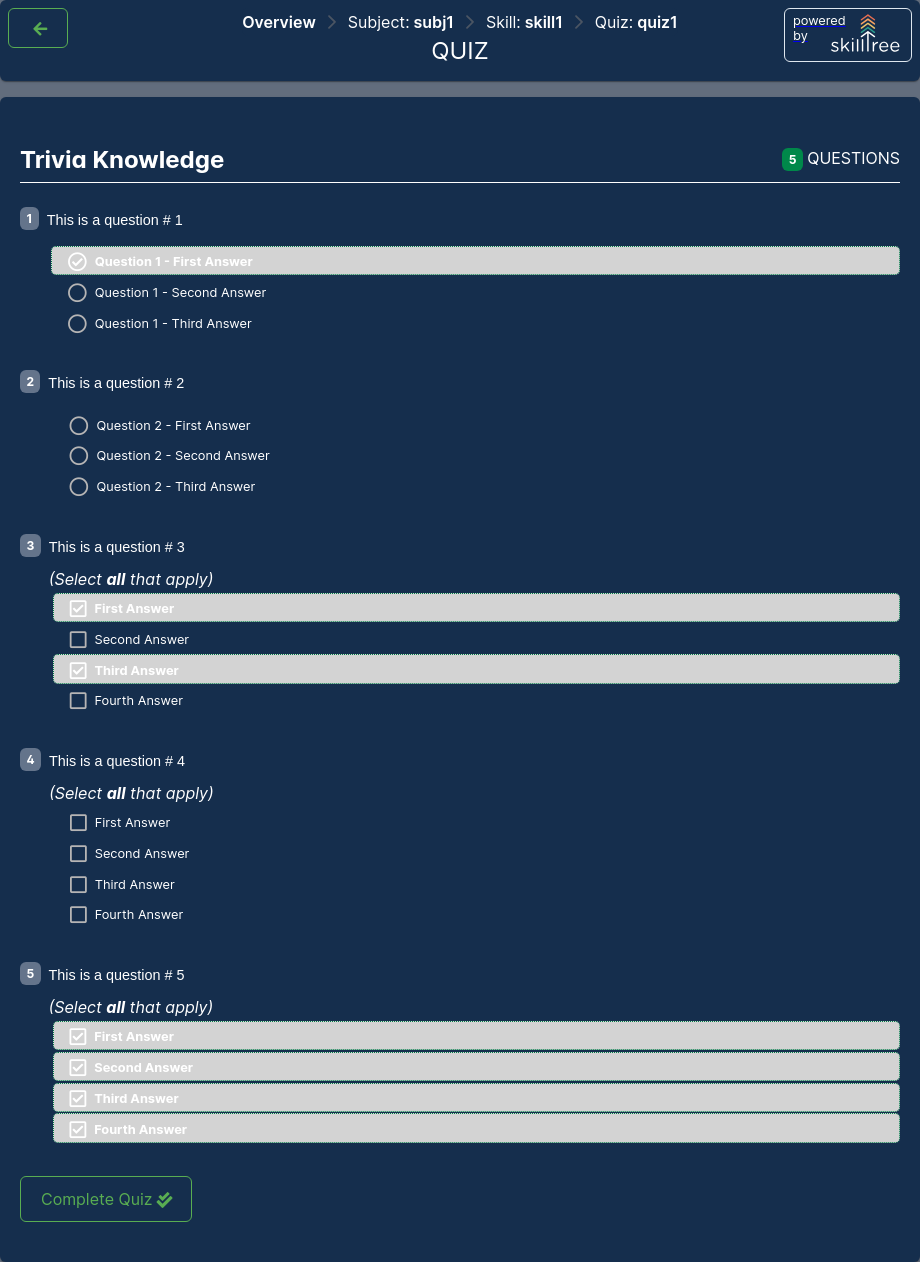 Overview Subject: subj1 Skill: skill1 Quiz: quiz1
QUIZ
powered
by
skilltree
Trivia Knowledge
5 QUESTIONS
1 This is a question # 1
Question 1 - First Answer
Question 1 - Second Answer
Question 1 - Third Answer
2 This is a question # 2
Question 2 - First Answer
Question 2 - Second Answer
Question 2 - Third Answer
3 This is a question # 3
(Select all that apply)
First Answer
Second Answer
Third Answer
Fourth Answer
4 This is a question # 4
(Select all that apply)
First Answer
Second Answer
Third Answer
Fourth Answer
5 This is a question # 5
(Select all that apply)
First Answer
Second Answer
Third Answer
Fourth Answer
Complete Quiz